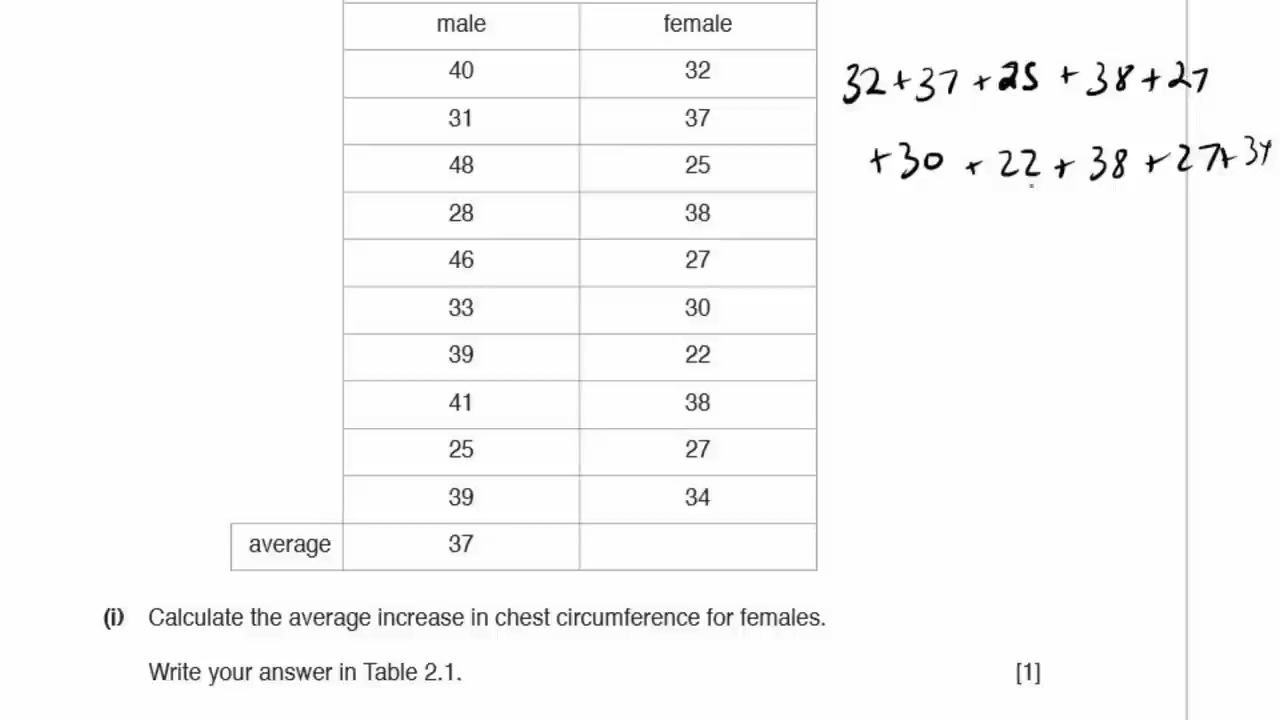 male female
40 32 32+37+25+38+27
31 37
48 25 +30+22+38+27+34
28 38
46 27
33 30
39 22
41 38
25 27
39 34
average 37
(i) Calculate the average increase in chest circumference for females.
Write your answer in Table 2.1. [1]